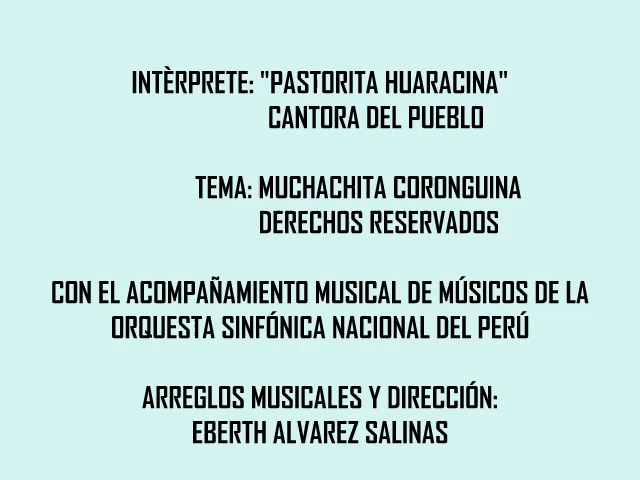 INTÈRPRETE: "PASTORITA HUARACINA"
CANTORA DEL PUEBLO
TEMA: MUCHACHITA CORONGUINA
DERECHOS RESERVADOS
CON EL ACOMPAÑAMIENTO MUSICAL DE MÚSICOS DE LA
ORQUESTA SINFÓNICA NACIONAL DEL PERÚ
ARREGLOS MUSICALES Y DIRECCIÓN:
EBERTH ALVAREZ SALINAS